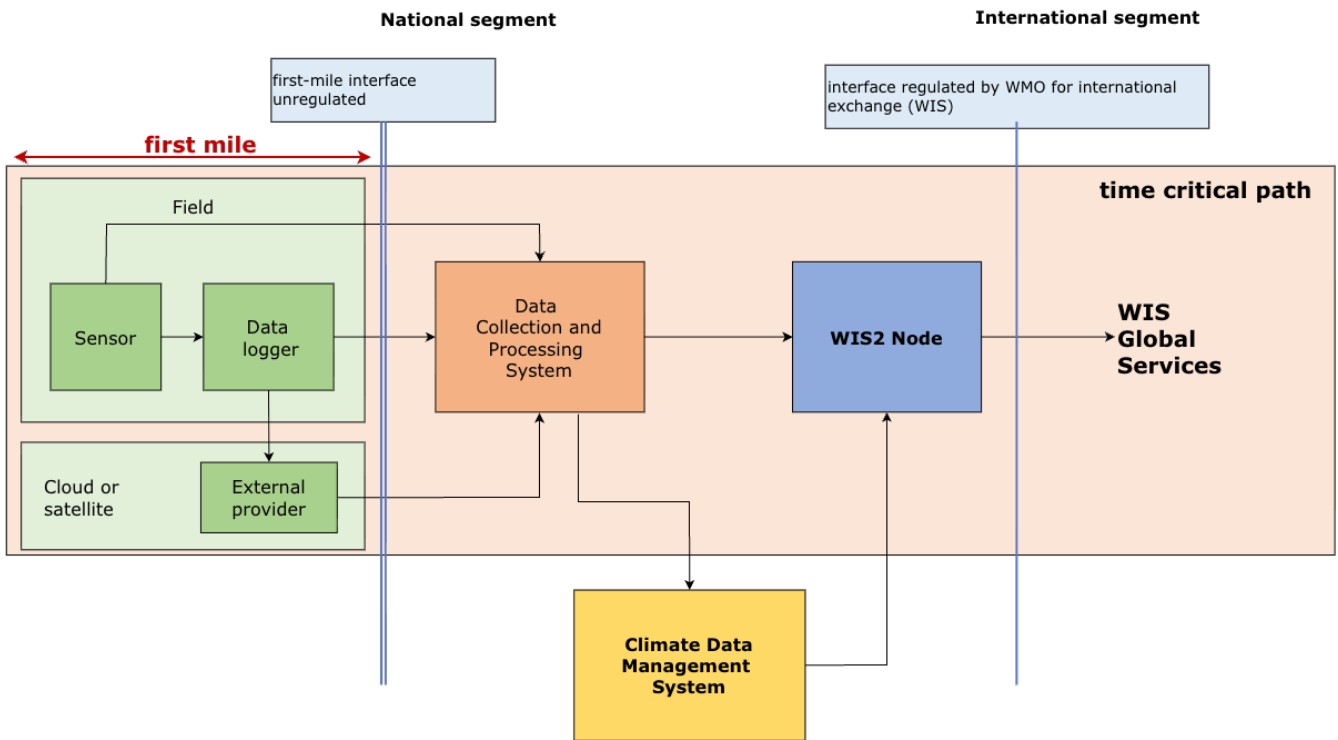 National segment
International segment
first-mile interface
unregulated
interface regulated by WMO for international
exchange (WIS)
first mile
time critical path
Field
Sensor
Data
logger
Data
Collection and
Processing
System
WIS2 Node
WIS
Global
Services
Cloud or
satellite
External
provider
Climate Data
Management
System